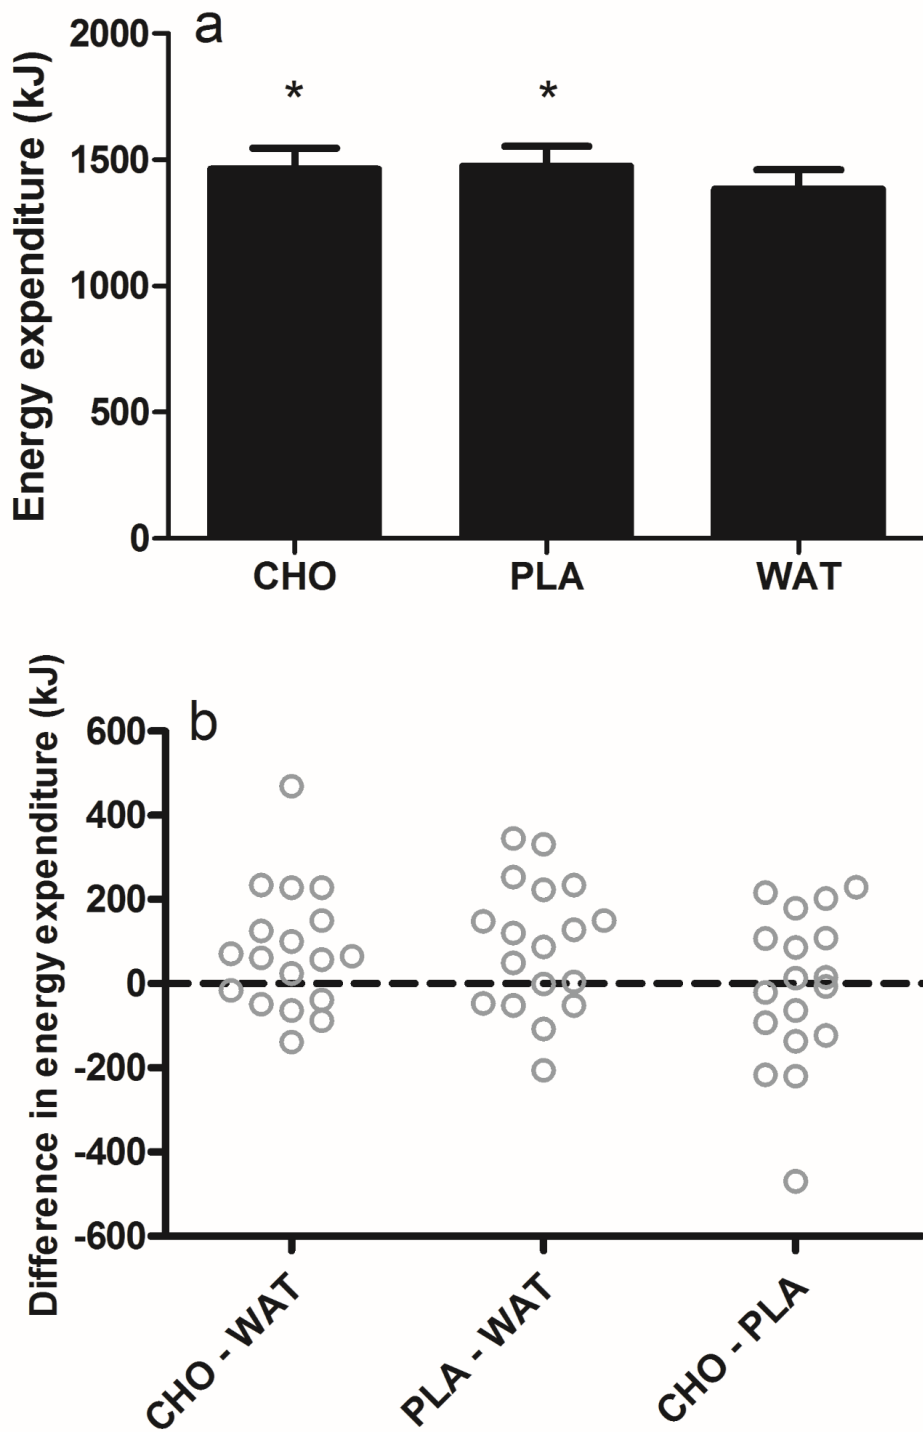 a
Energy expenditure (kJ)
2000
1500
1000
500
0
* *
CHO PLA WAT
b
Difference in energy expenditure (kJ)
600
400
200
0
-200
-400
-600
CHO - WAT
PLA - WAT
CHO - PLA